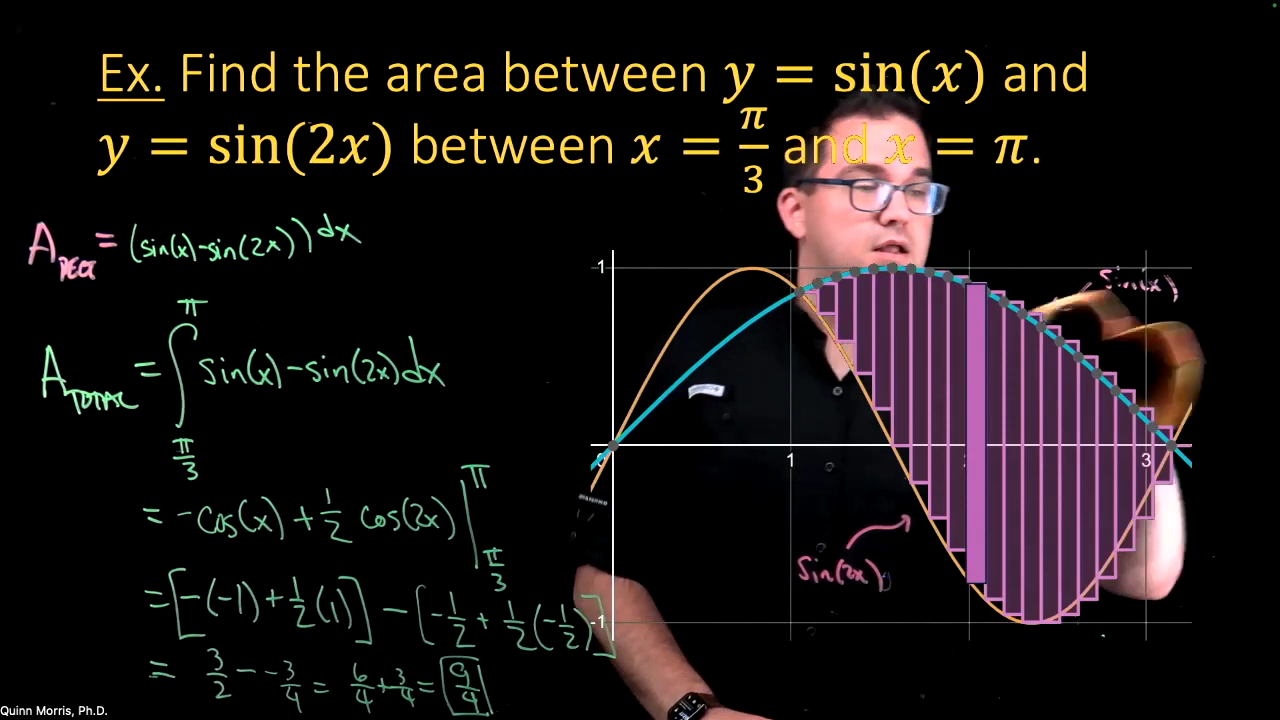 Ex. Find the area between y = sin(x) and
y = sin(2x) between x = π/3 and x = π.
A_RECT = (sin(x)-sin(2x)) dx
A_TOTAL = ∫_{π/3}^{π} sin(x)-sin(2x) dx
= -cos(x) + 1/2 cos(2x) |_{π/3}^{π}
= [-(-1) + 1/2 (1)] - [-1/2 + 1/2 (-1/2)]
= 3/2 - -3/4 = 6/4 + 3/4 = 9/4
1
sin(x)
0 1 2 3
sin(2x)
-1
Quinn Morris, Ph.D.